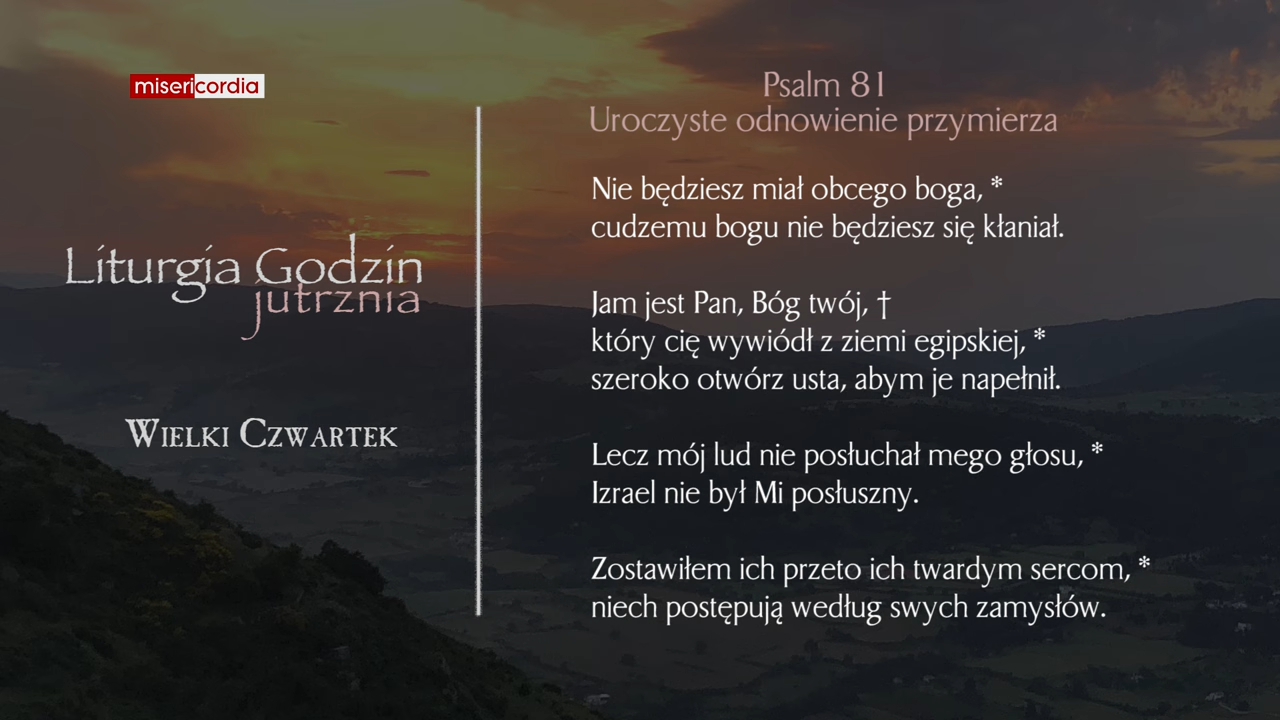 misericordia
Liturgia Godzin
jutrznia
Wielki Czwartek
Psalm 81
Uroczyste odnowienie przymierza
Nie będziesz miał obcego boga, *
cudzemu bogu nie będziesz się kłaniał.
Jam jest Pan, Bóg twój, †
który cię wywiódł z ziemi egipskiej, *
szeroko otwórz usta, abym je napełnił.
Lecz mój lud nie posłuchał mego głosu, *
Izrael nie był Mi posłuszny.
Zostawiłem ich przeto ich twardym sercom, *
niech postępują według swych zamysłów.